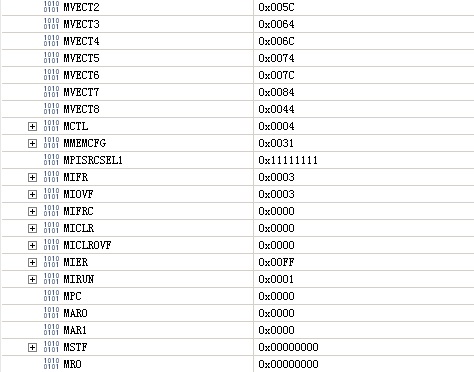 1010 0101 MVECT2 0x005C
1010 0101 MVECT3 0x0064
1010 0101 MVECT4 0x006C
1010 0101 MVECT5 0x0074
1010 0101 MVECT6 0x007C
1010 0101 MVECT7 0x0084
1010 0101 MVECT8 0x0044
1010 0101 MCTL 0x0004
1010 0101 MMEMCFG 0x0031
1010 0101 MPISRCSEL1 0x11111111
1010 0101 MIFR 0x0003
1010 0101 MIOVF 0x0003
1010 0101 MIFRC 0x0000
1010 0101 MICLR 0x0000
1010 0101 MICLROVF 0x0000
1010 0101 MIER 0x00FF
1010 0101 MIRUN 0x0001
1010 0101 MPC 0x0000
1010 0101 MAR0 0x0000
1010 0101 MAR1 0x0000
1010 0101 MSTF 0x00000000
1010 0101 MR0 0x00000000